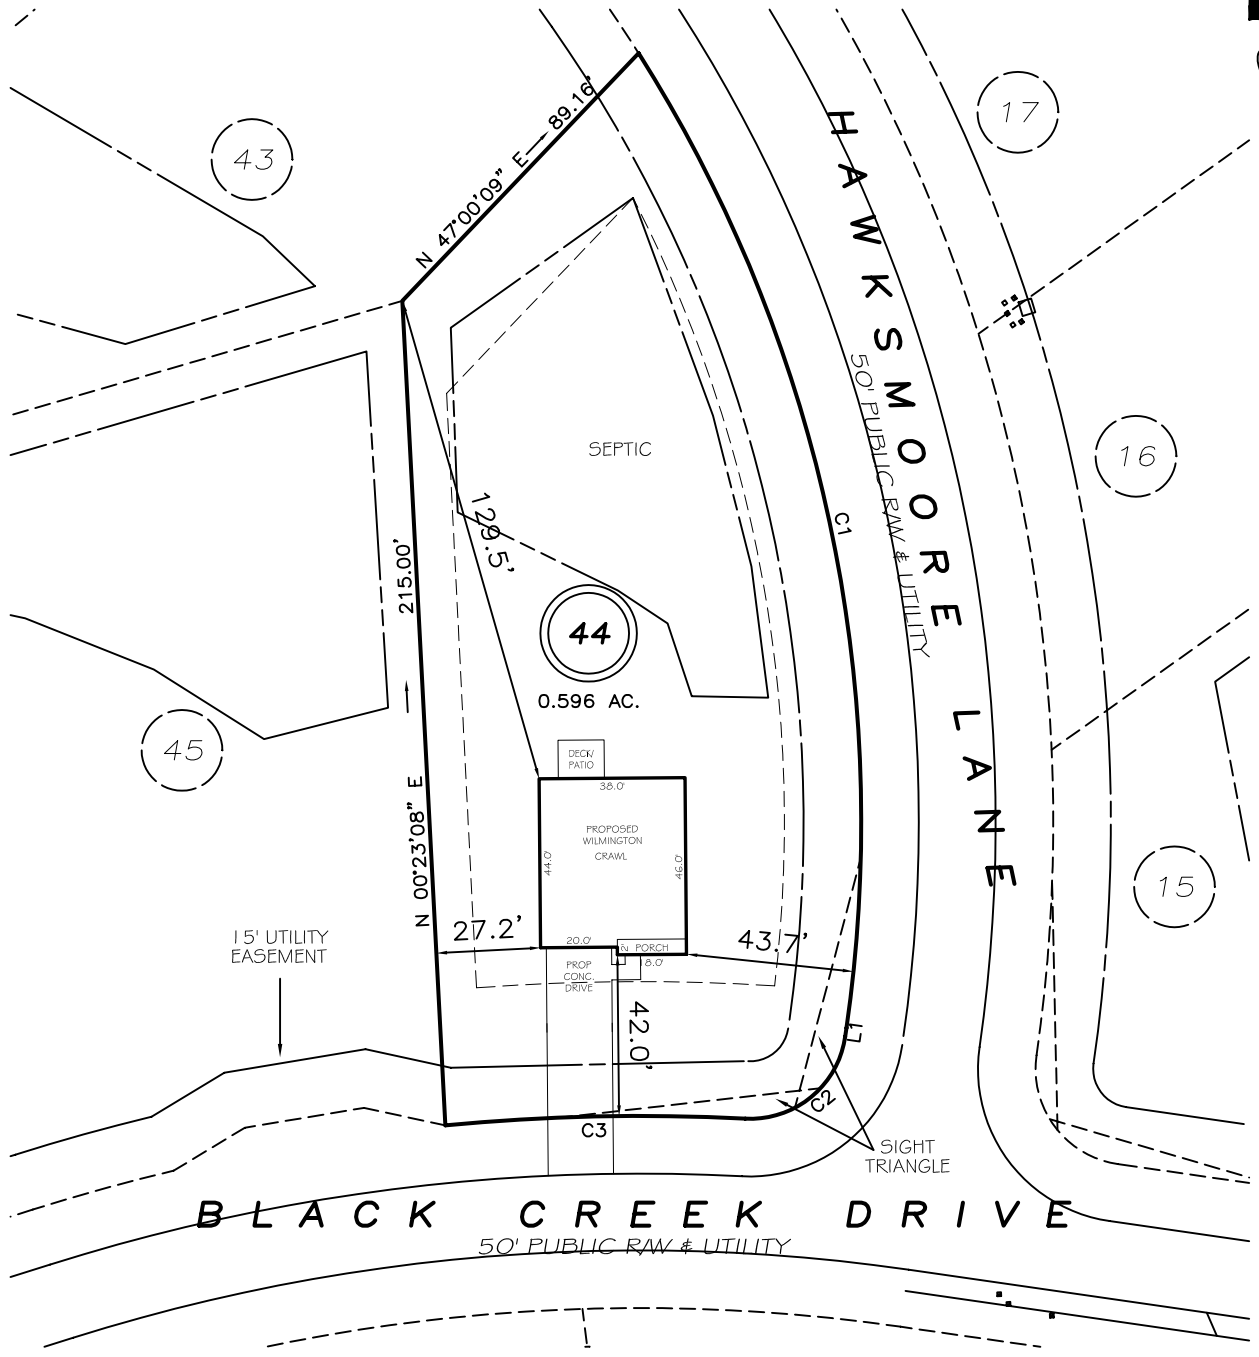 17
43
N 47°00'09" E 89.16'
HAWKSMOORE LANE
50' PUBLIC R/W & UTILITY
16
SEPTIC
129.5'
C1
215.00'
44
0.596 AC.
45
DECK/
PATIO
38.0'
PROPOSED
WILMINGTON
CRAWL
44.0'
46.0'
N 00°23'08" E
15
27.2'
20.0'
2'
PORCH
18.0'
43.7'
15' UTILITY
EASEMENT
PROP
CONC.
DRIVE
42.0'
L1
C2
C3
SIGHT
TRIANGLE
BLACK CREEK DRIVE
50' PUBLIC R/W & UTILITY